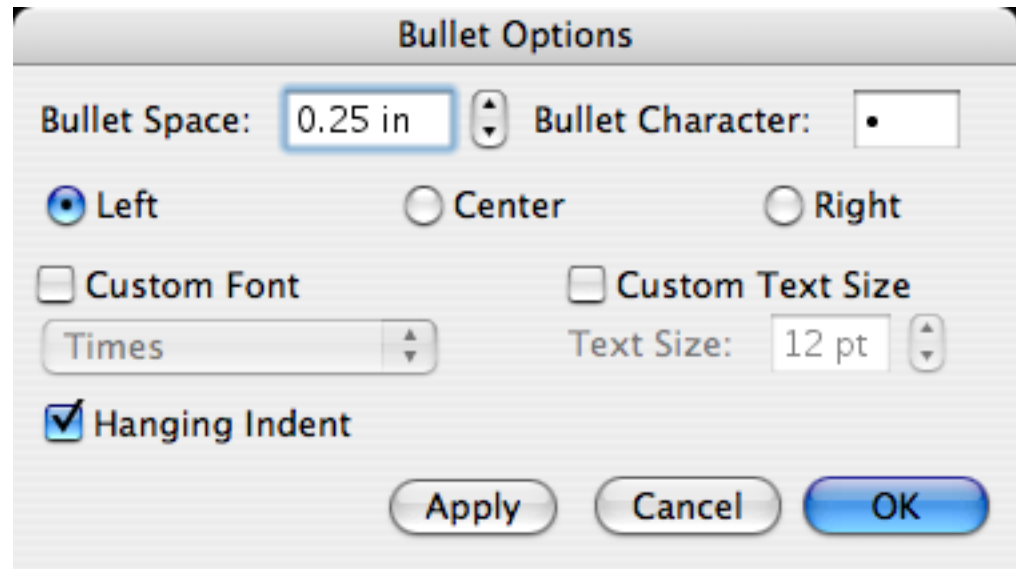 Bullet Options
Bullet Space: 0.25 in Bullet Character: •
Left Center Right
Custom Font Custom Text Size
Times Text Size: 12 pt
Hanging Indent
Apply Cancel OK